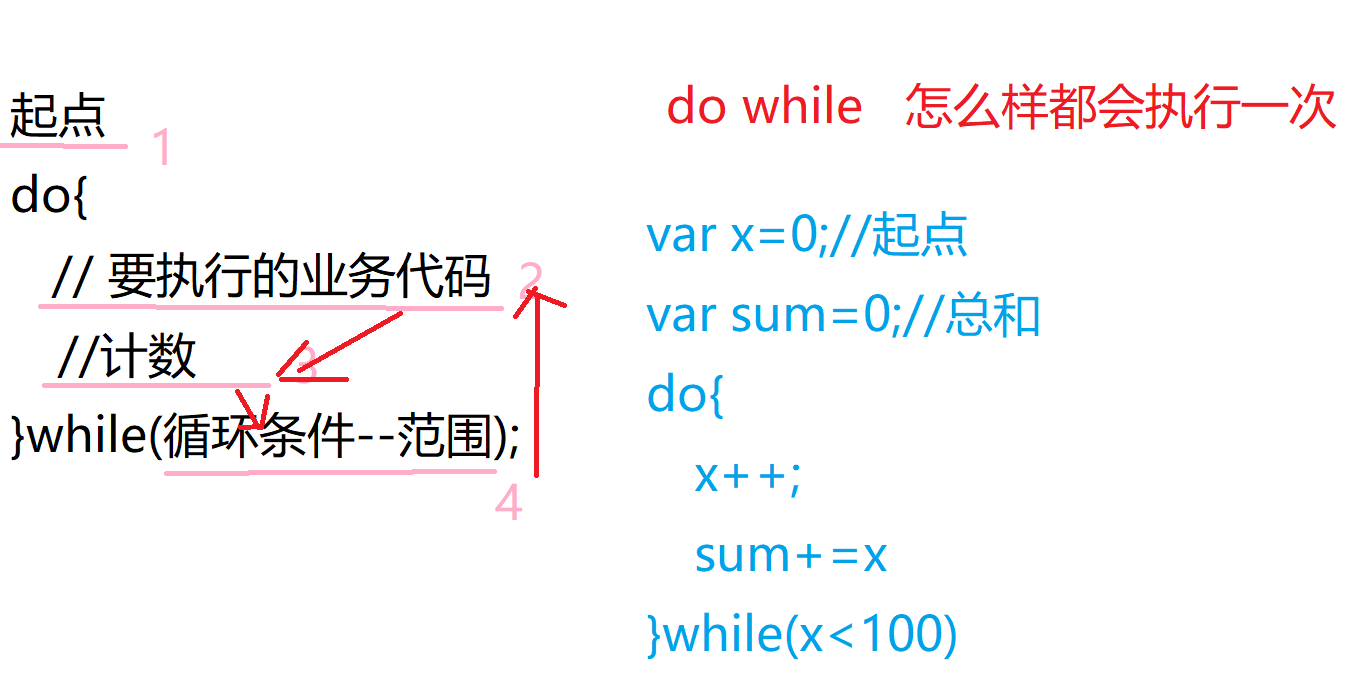 起点
1
do{
// 要执行的业务代码
2
//计数
3
}while(循环条件--范围);
4
do while 怎么样都会执行一次
var x=0;//起点
var sum=0;//总和
do{
x++;
sum+=x
}while(x<100)